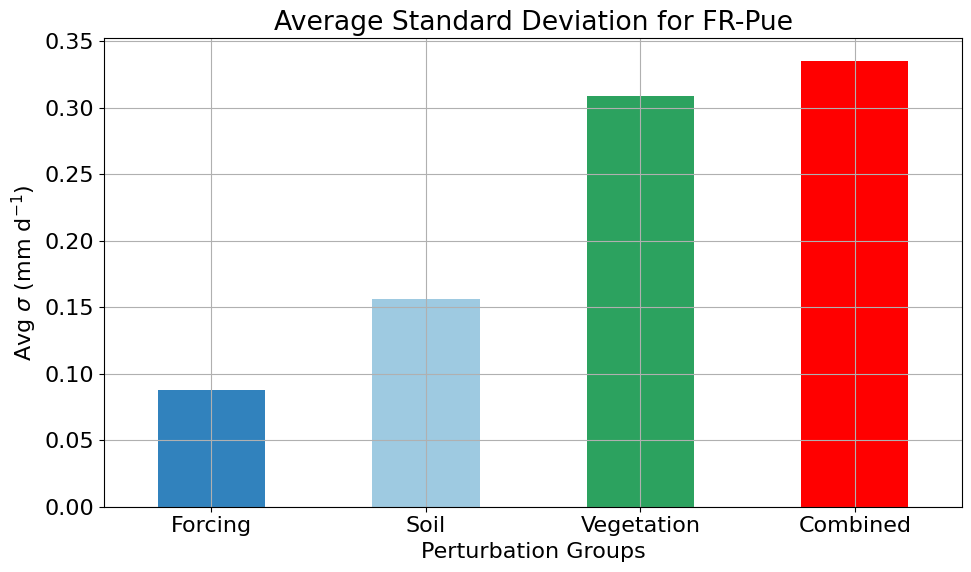 Average Standard Deviation for FR-Pue
Avg σ (mm d⁻¹)
0.35
0.30
0.25
0.20
0.15
0.10
0.05
0.00
Forcing Soil Vegetation Combined
Perturbation Groups